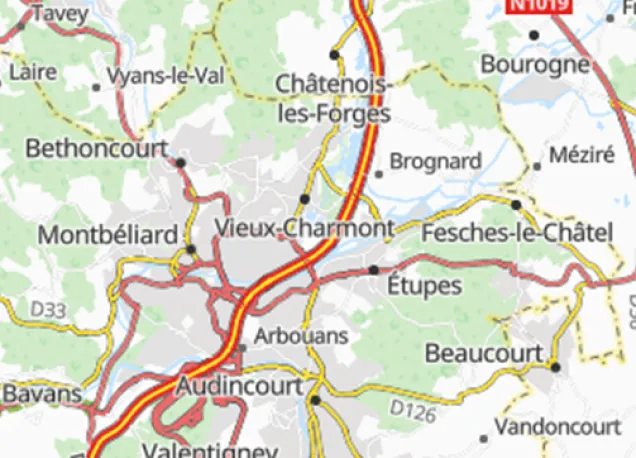 Tavey
N1019
Laire
Vyans-le-Val
Bourogne
Châtenois-
les-Forges
Bethoncourt
Brognard
Méziré
Montbéliard
Vieux-Charmont
Fesches-le-Châtel
Étupes
D33
Arbouans
Beaucourt
Bavans
Audincourt
D126
Vandoncourt
Valentigney